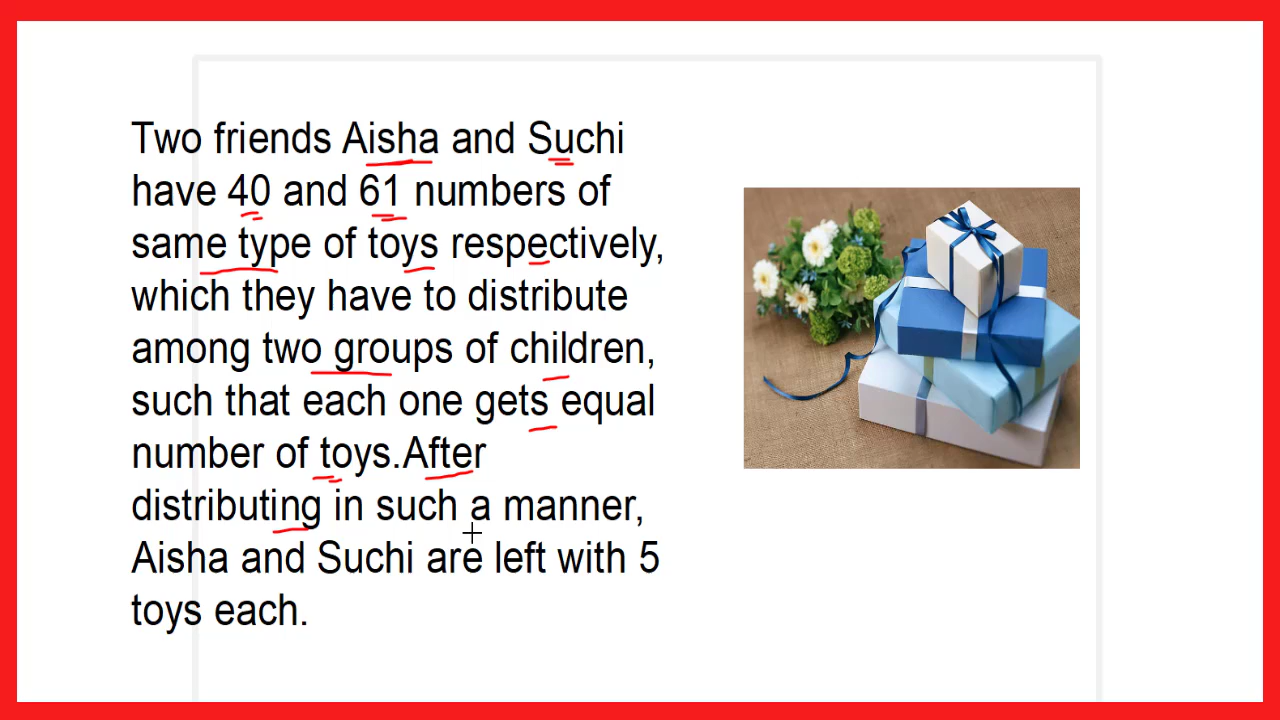 Two friends Aisha and Suchi
have 40 and 61 numbers of
same type of toys respectively,
which they have to distribute
among two groups of children,
such that each one gets equal
number of toys.After
distributing in such a manner,
Aisha and Suchi are left with 5
toys each.